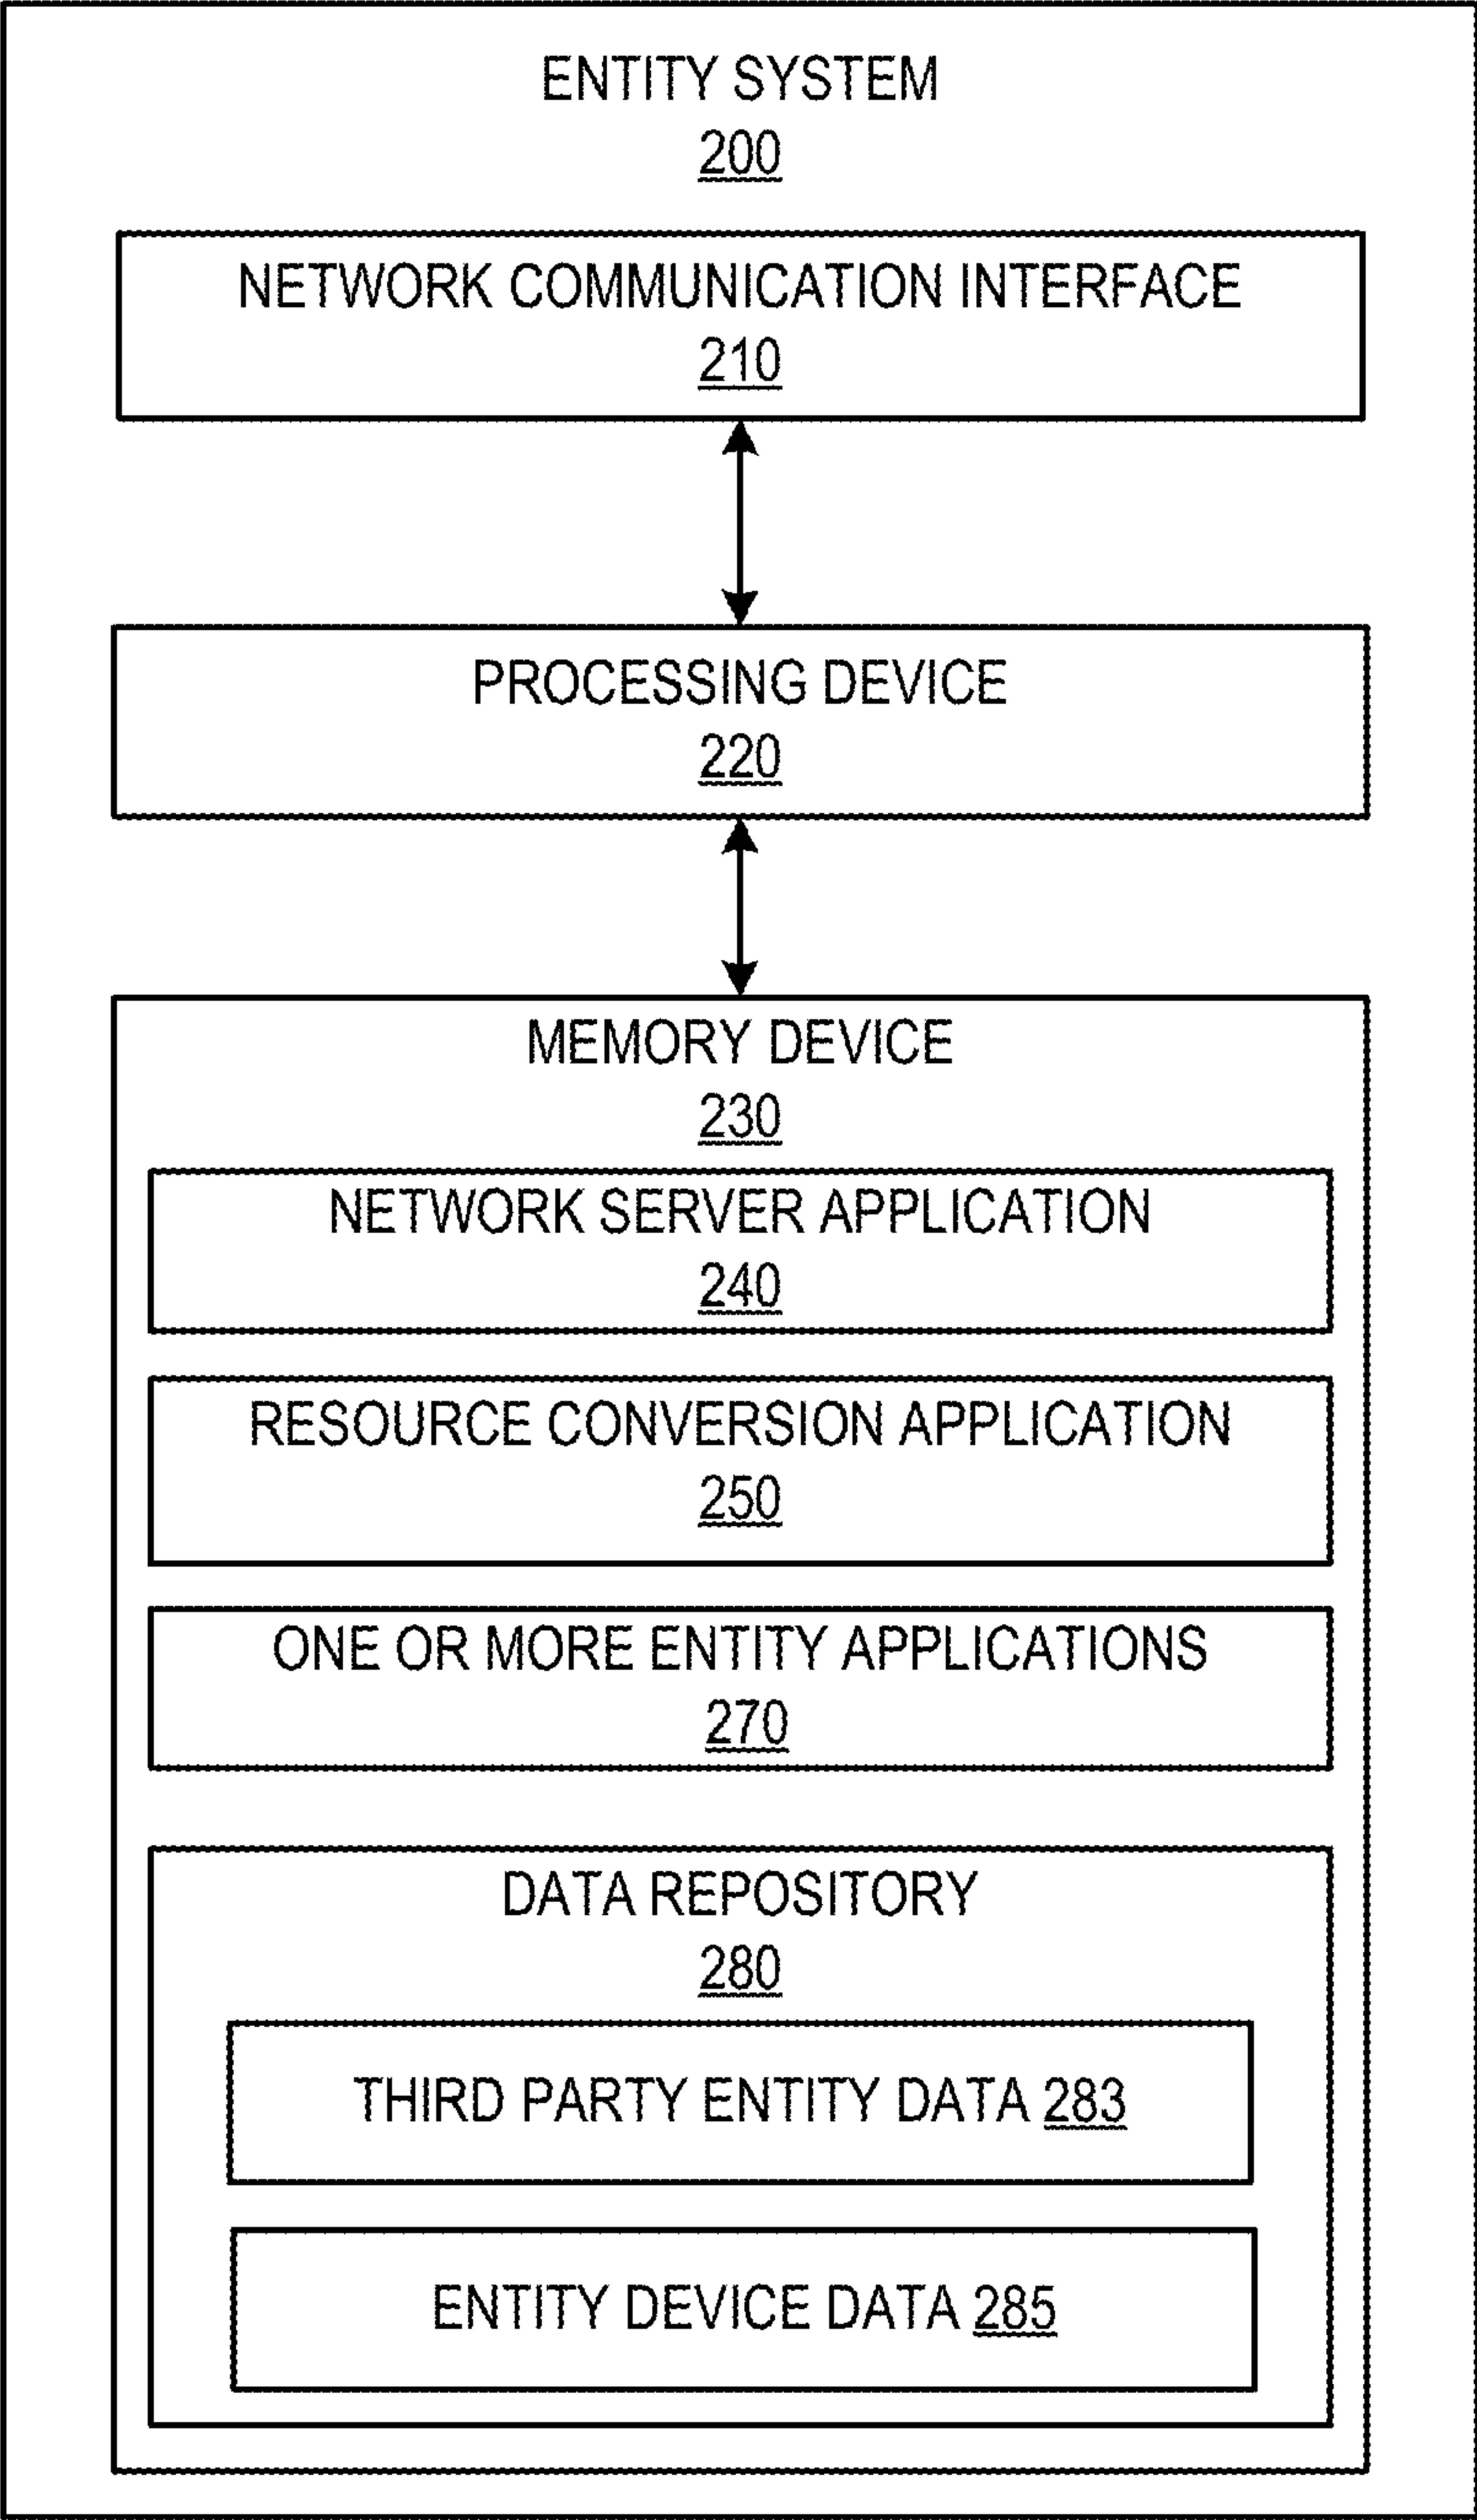 ENTITY SYSTEM
200
NETWORK COMMUNICATION INTERFACE
210
PROCESSING DEVICE
220
MEMORY DEVICE
230
NETWORK SERVER APPLICATION
240
RESOURCE CONVERSION APPLICATION
250
ONE OR MORE ENTITY APPLICATIONS
270
DATA REPOSITORY
280
THIRD PARTY ENTITY DATA 283
ENTITY DEVICE DATA 285